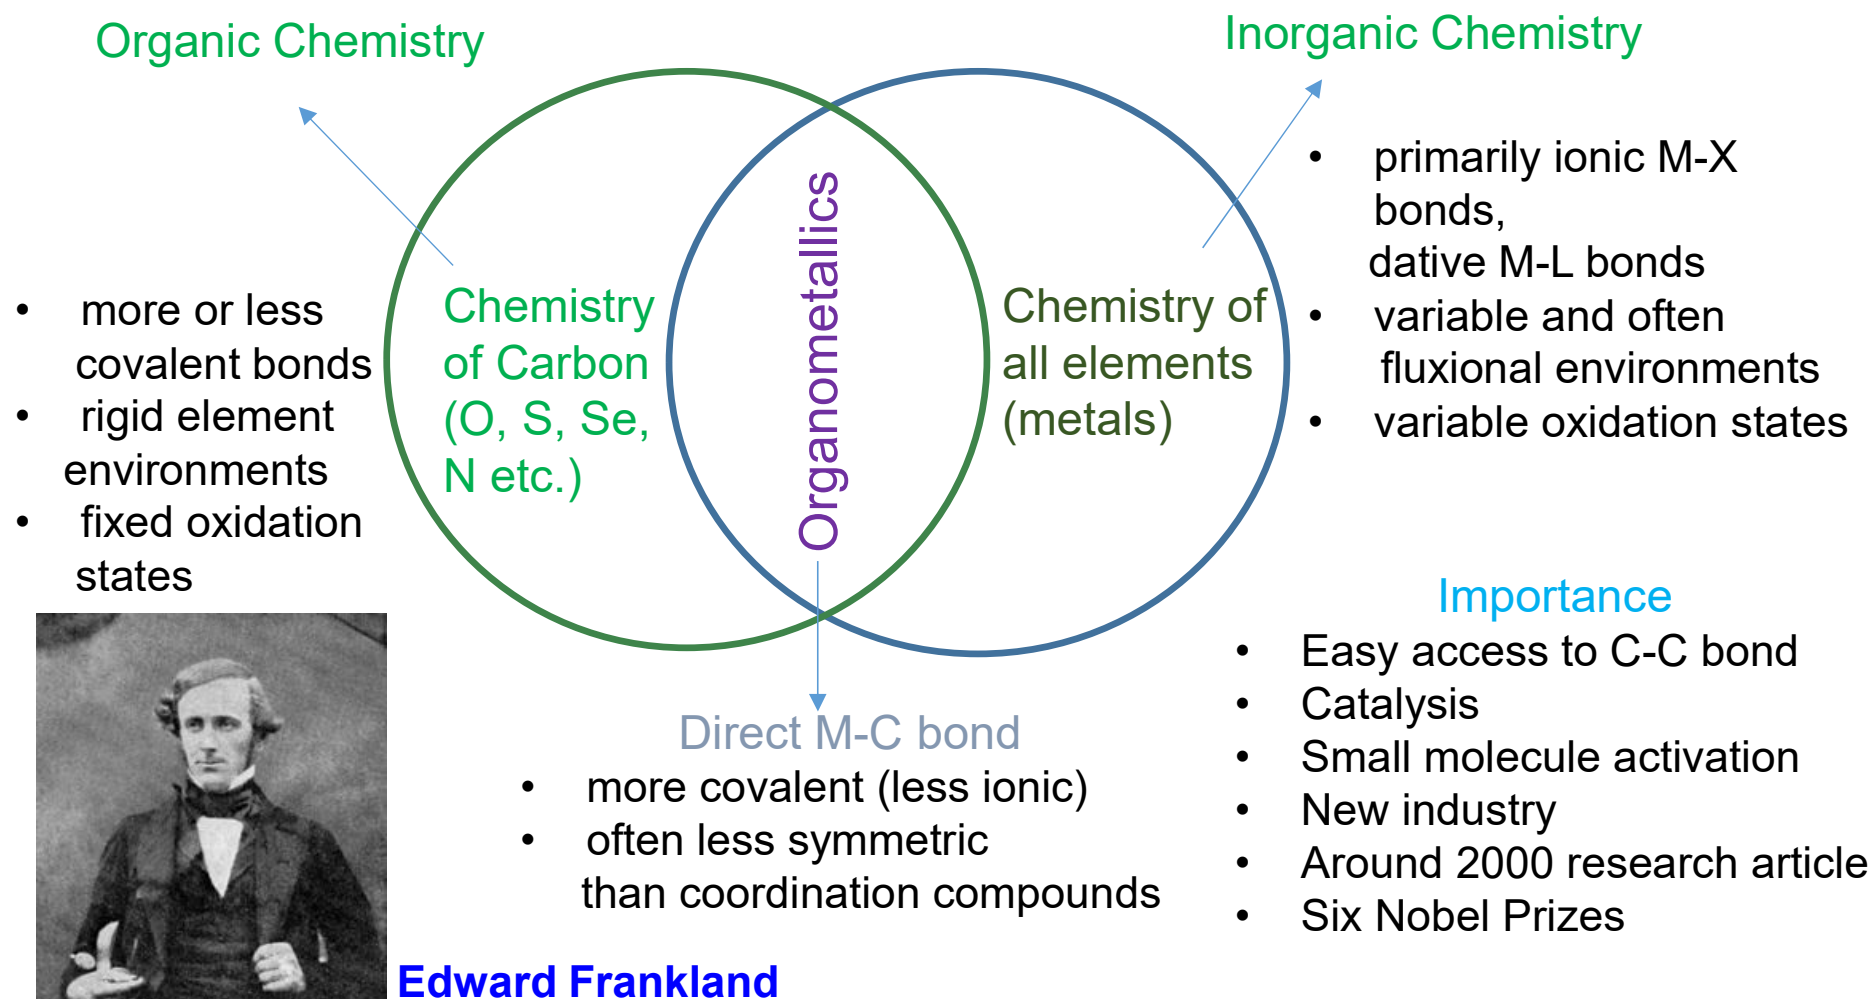 Organic Chemistry
Inorganic Chemistry
• more or less
covalent bonds
• rigid element
environments
• fixed oxidation
states
Chemistry
of Carbon
(O, S, Se,
N etc.)
Organometallics
Chemistry of
all elements
(metals)
• primarily ionic M-X
bonds,
dative M-L bonds
• variable and often
fluxional environments
• variable oxidation states
Direct M-C bond
• more covalent (less ionic)
• often less symmetric
than coordination compounds
Importance
• Easy access to C-C bond
• Catalysis
• Small molecule activation
• New industry
• Around 2000 research article
• Six Nobel Prizes
Edward Frankland